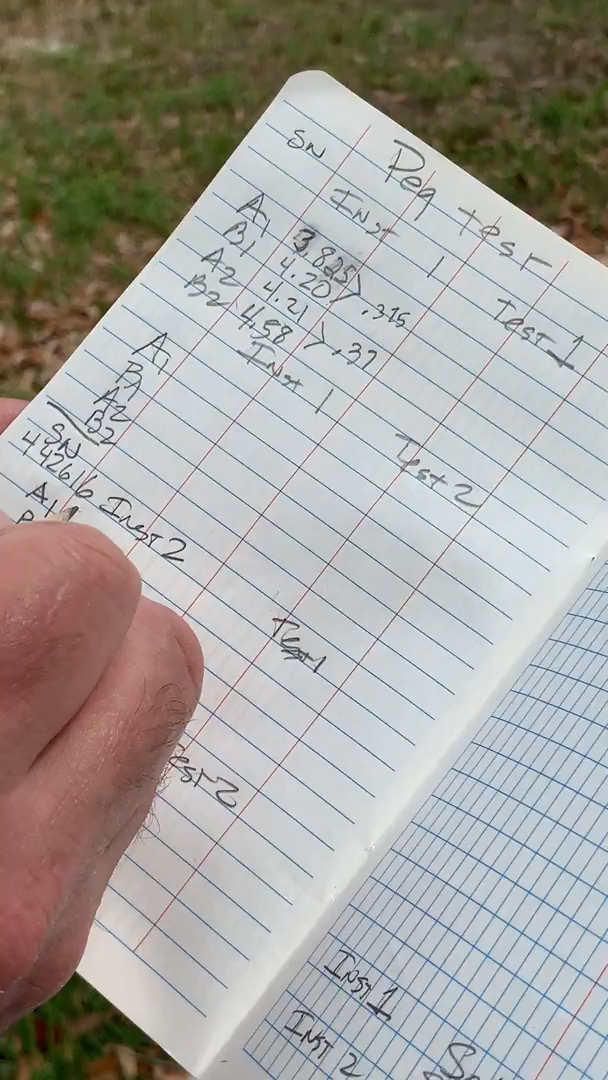 Peg test
SN
Inst 1
Test 1
A1 3.825
B1 4.20 > .375
A2 4.21
B2 4.58 > .37
Inst 1
Test 2
A1
B1
A2
B2
SN
442616 Inst 2
A1
Test 1
Test 2
Inst 1
Inst 2